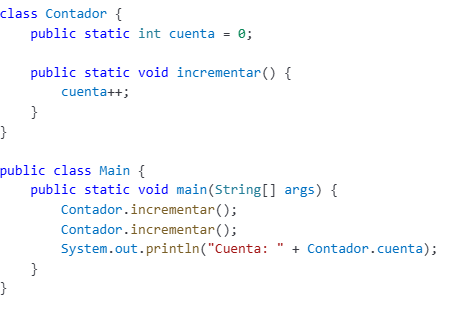 class Contador {
    public static int cuenta = 0;

    public static void incrementar() {
        cuenta++;
    }
}

public class Main {
    public static void main(String[] args) {
        Contador.incrementar();
        Contador.incrementar();
        System.out.println("Cuenta: " + Contador.cuenta);
    }
}